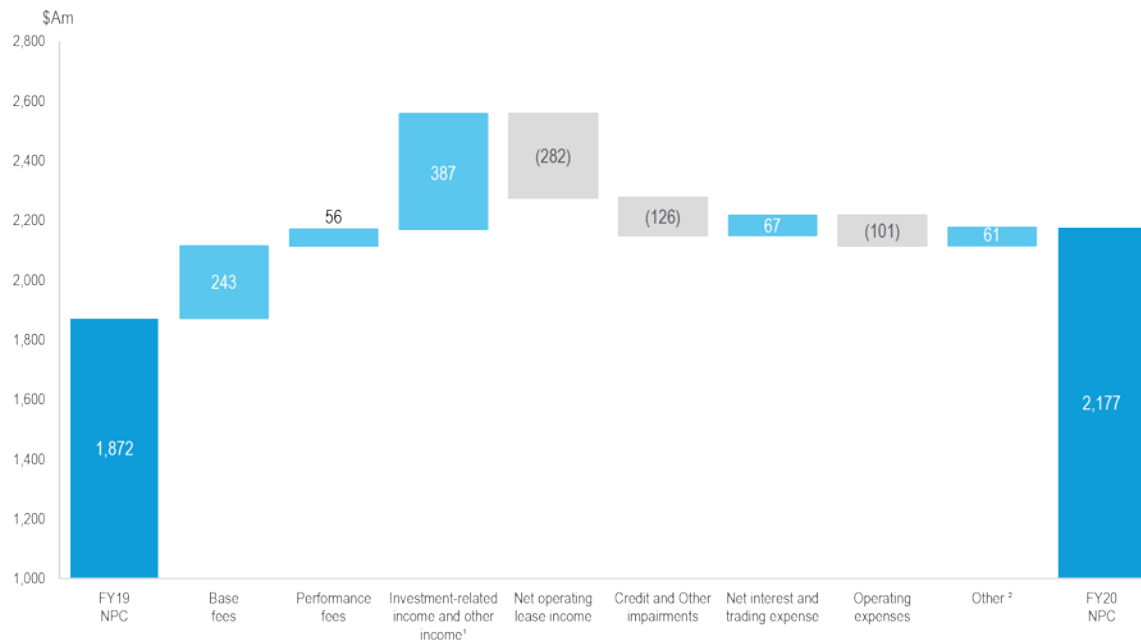 $Am
2,800
2,600
2,400
2,200
2,000
1,800
1,600
1,400
1,200
1,000
1,872
243
56
387
(282)
(126)
67
(101)
61
2,177
FY19
NPC
Base
fees
Performance
fees
Investment-related
income and other
income¹
Net operating
lease income
Credit and Other
impairments
Net interest and
trading expense
Operating
expenses
Other ²
FY20
NPC